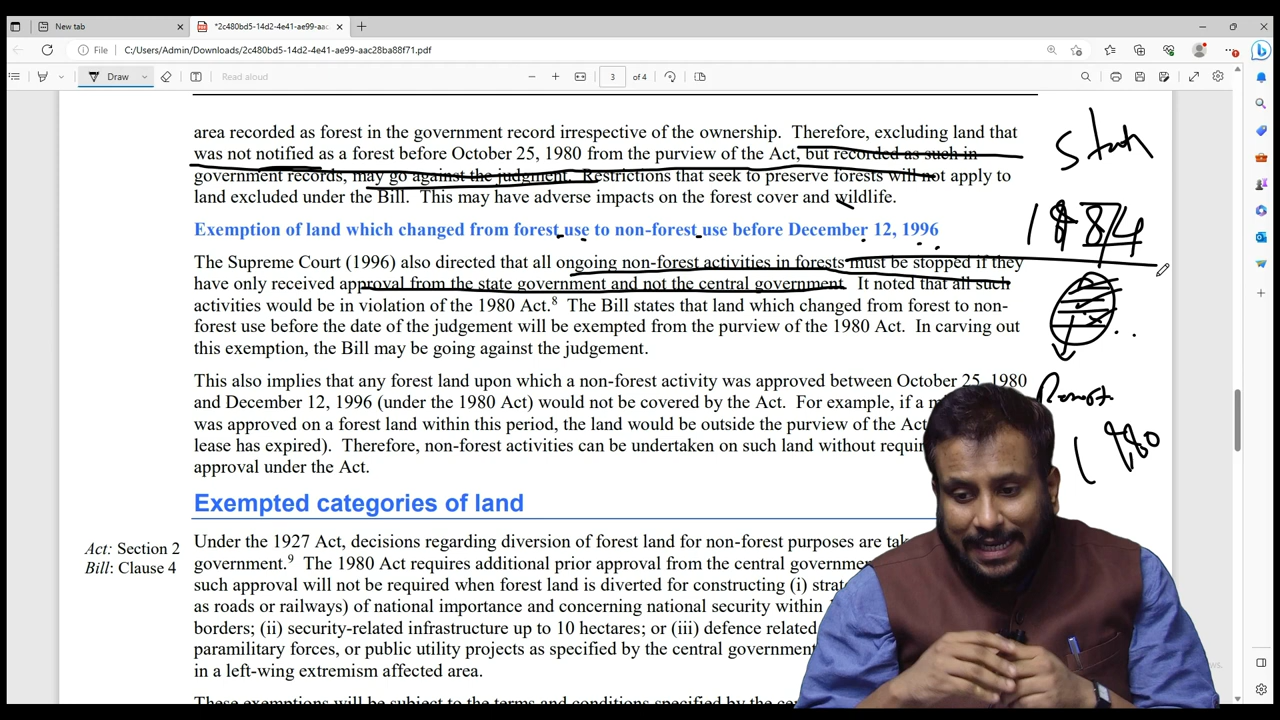 New tab
*2c480bd5-14d2-4e41-ae99-aac28ba88f71.pdf
File
C:/Users/Admin/Downloads/2c480bd5-14d2-4e41-ae99-aac28ba88f71.pdf
Draw
Read aloud
3
of 4
area recorded as forest in the government record irrespective of the ownership. Therefore, excluding land that
was not notified as a forest before October 25, 1980 from the purview of the Act, but recorded as such in
government records, may go against the judgment. Restrictions that seek to preserve forests will not apply to
land excluded under the Bill. This may have adverse impacts on the forest cover and wildlife.
Exemption of land which changed from forest use to non-forest use before December 12, 1996
The Supreme Court (1996) also directed that all ongoing non-forest activities in forests must be stopped if they
have only received approval from the state government and not the central government. It noted that all such
activities would be in violation of the 1980 Act.8 The Bill states that land which changed from forest to non-
forest use before the date of the judgement will be exempted from the purview of the 1980 Act. In carving out
this exemption, the Bill may be going against the judgement.
This also implies that any forest land upon which a non-forest activity was approved between October 25, 1980
and December 12, 1996 (under the 1980 Act) would not be covered by the Act. For example, if a
was approved on a forest land within this period, the land would be outside the purview of the Act
lease has expired). Therefore, non-forest activities can be undertaken on such land without
approval under the Act.
Exempted categories of land
Act: Section 2
Bill: Clause 4
Under the 1927 Act, decisions regarding diversion of forest land for non-forest purposes are
government.9 The 1980 Act requires additional prior approval from the central
such approval will not be required when forest land is diverted for constructing (i)
as roads or railways) of national importance and concerning national security within
borders; (ii) security-related infrastructure up to 10 hectares; or (iii) defence related
paramilitary forces, or public utility projects as specified by the central
in a left-wing extremism affected area.
These exemptions will be subject to the terms and conditions specified by the
1980